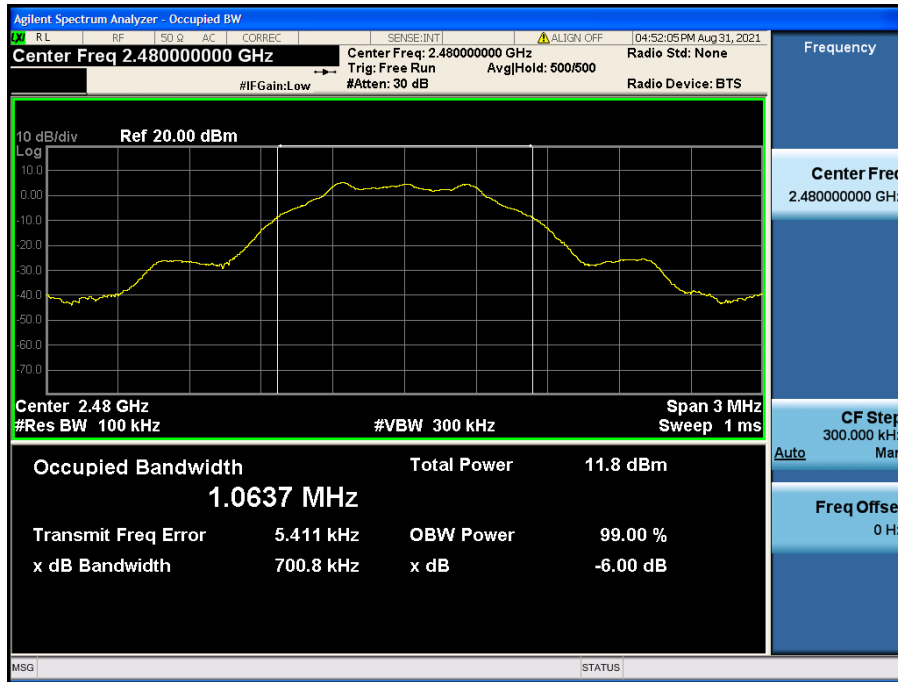 Agilent Spectrum Analyzer - Occupied BW
LXI RL RF 50 Ω AC CORREC SENSE:INT ALIGN OFF 04:52:05 PM Aug 31, 2021
Center Freq 2.480000000 GHz
Center Freq: 2.480000000 GHz
Radio Std: None
Trig: Free Run Avg|Hold: 500/500
#IFGain:Low
#Atten: 30 dB
Radio Device: BTS
10 dB/div Ref 20.00 dBm
Log
10.0
0.00
-10.0
-20.0
-30.0
-40.0
-50.0
-60.0
-70.0
Center 2.48 GHz Span 3 MHz
#Res BW 100 kHz #VBW 300 kHz Sweep 1 ms
Occupied Bandwidth Total Power 11.8 dBm
1.0637 MHz
Transmit Freq Error 5.411 kHz OBW Power 99.00 %
x dB Bandwidth 700.8 kHz x dB -6.00 dB
MSG STATUS
Frequency
Center Freq
2.480000000 GHz
CF Step
300.000 kHz
Auto Man
Freq Offset
0 Hz